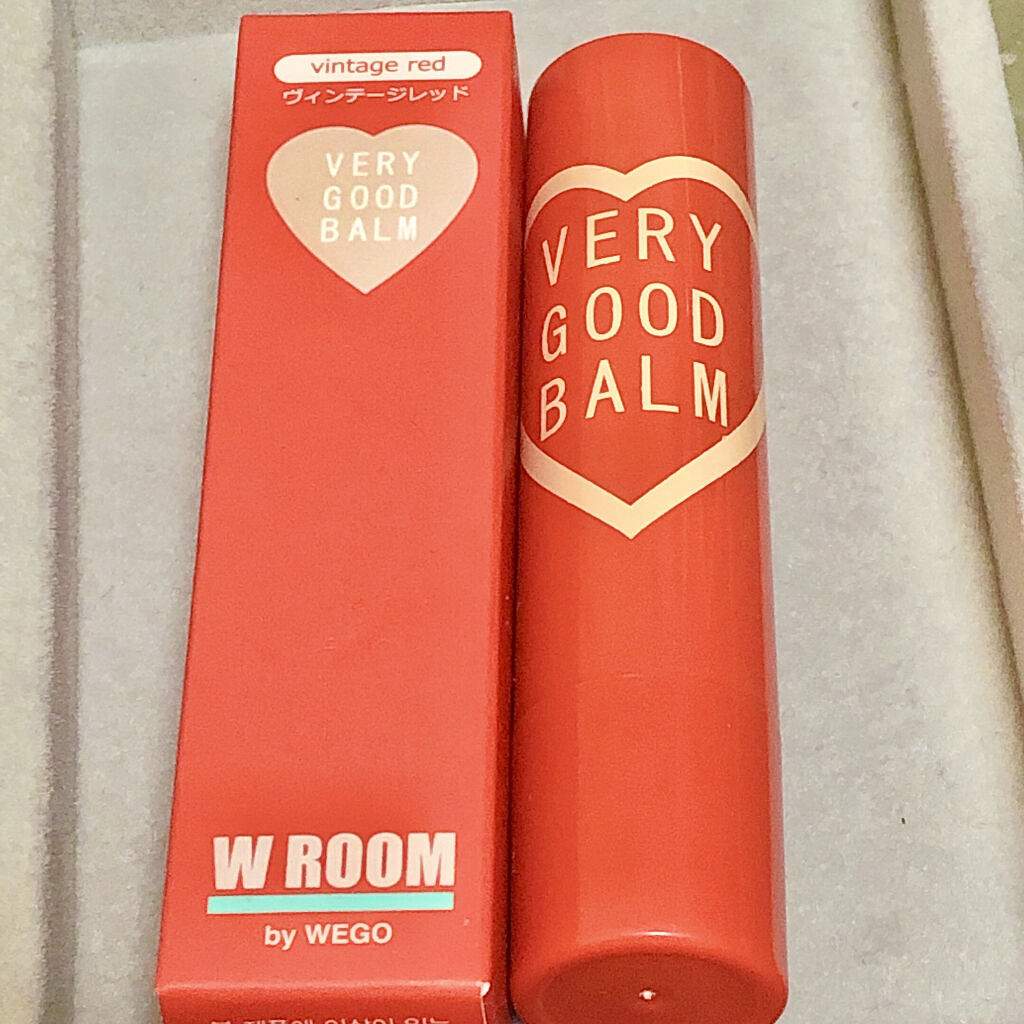 vintage red
ヴィンテージレッド
VERY
GOOD
BALM
W ROOM
by WEGO
VERY
GOOD
BALM